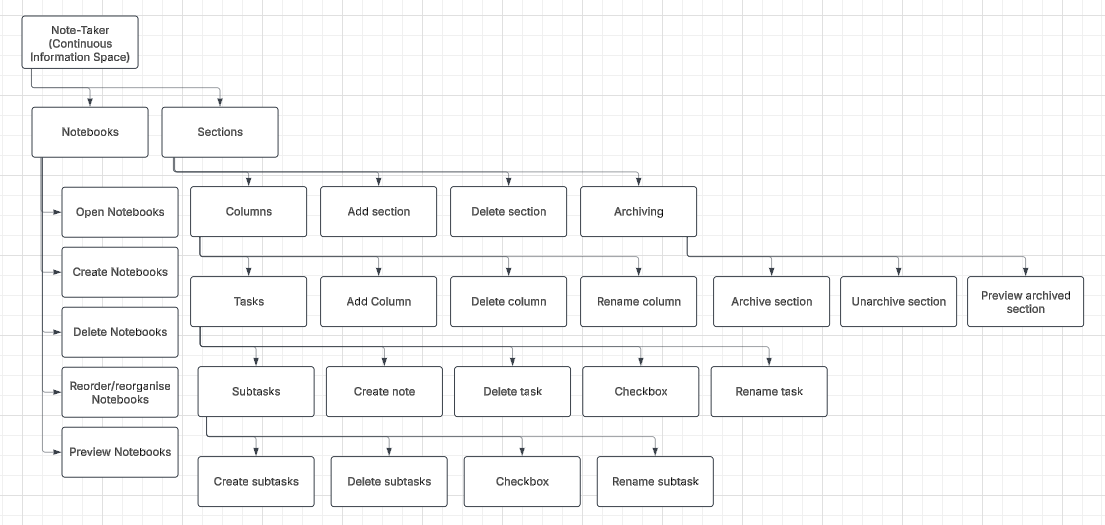 Note-Taker
(Continuous
Information Space)
Notebooks
Sections
Open Notebooks
Columns
Add section
Delete section
Archiving
Create Notebooks
Tasks
Add Column
Delete column
Rename column
Archive section
Unarchive section
Preview archived
section
Delete Notebooks
Reorder/reorganise
Notebooks
Subtasks
Create note
Delete task
Checkbox
Rename task
Preview Notebooks
Create subtasks
Delete subtasks
Checkbox
Rename subtask